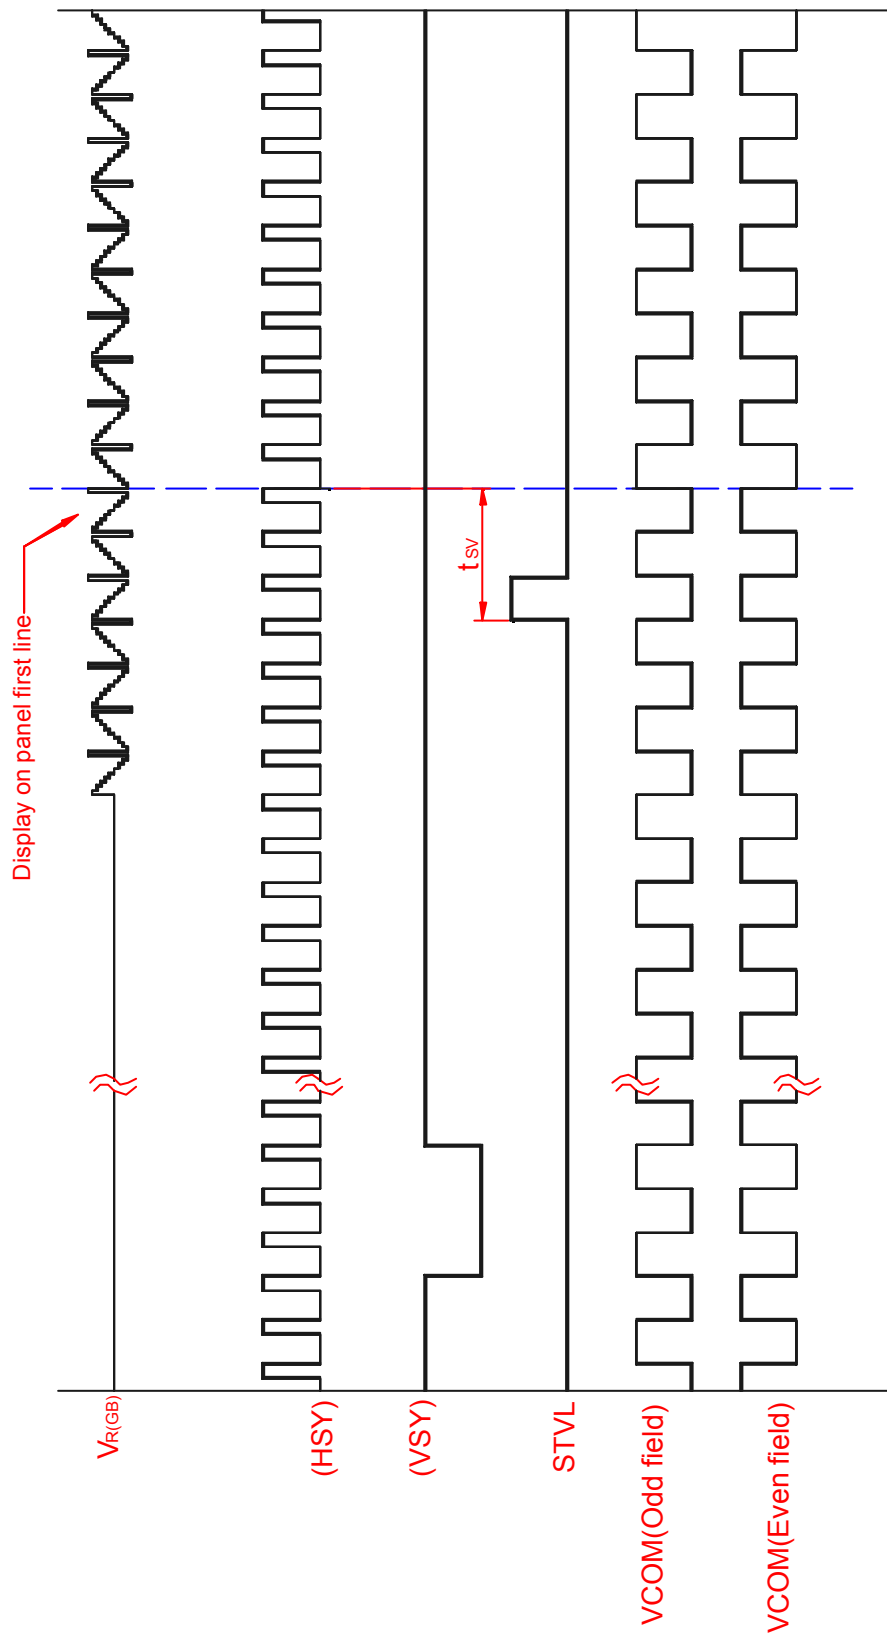 Display on panel first line
tSV
VR(GB)
(HSY)
(VSY)
STVL
VCOM(Odd field)
VCOM(Even field)